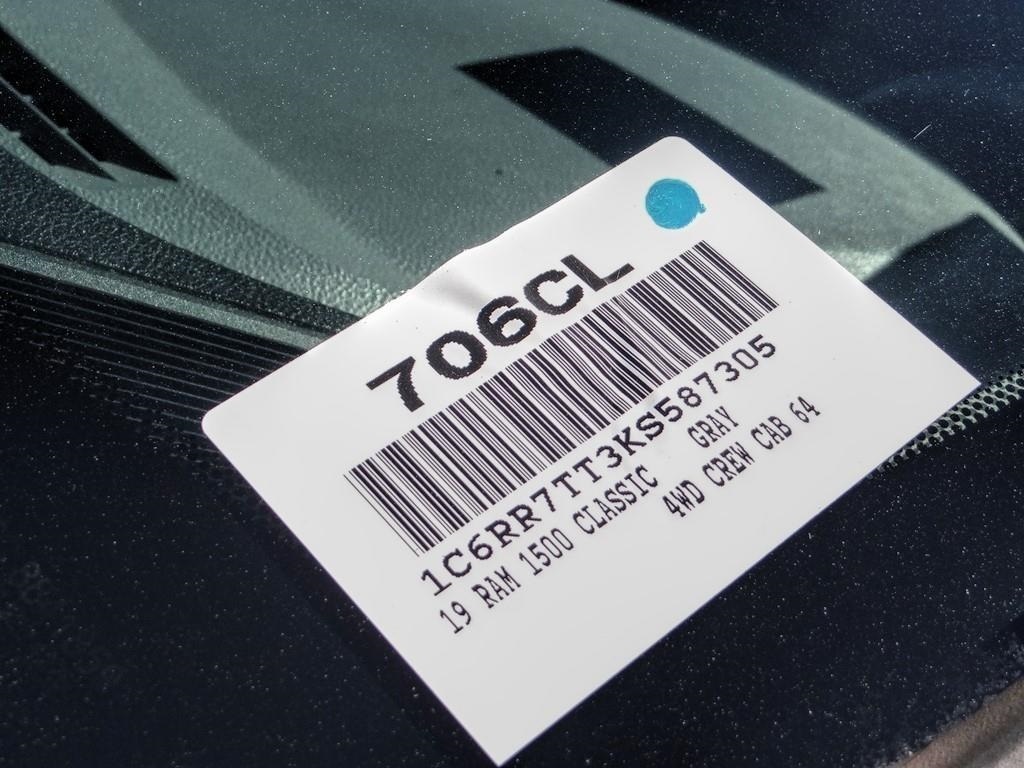 706CL
1C6RR7TT3KS587305
19 RAM 1500 CLASSIC GRAY
4WD CREW CAB 64